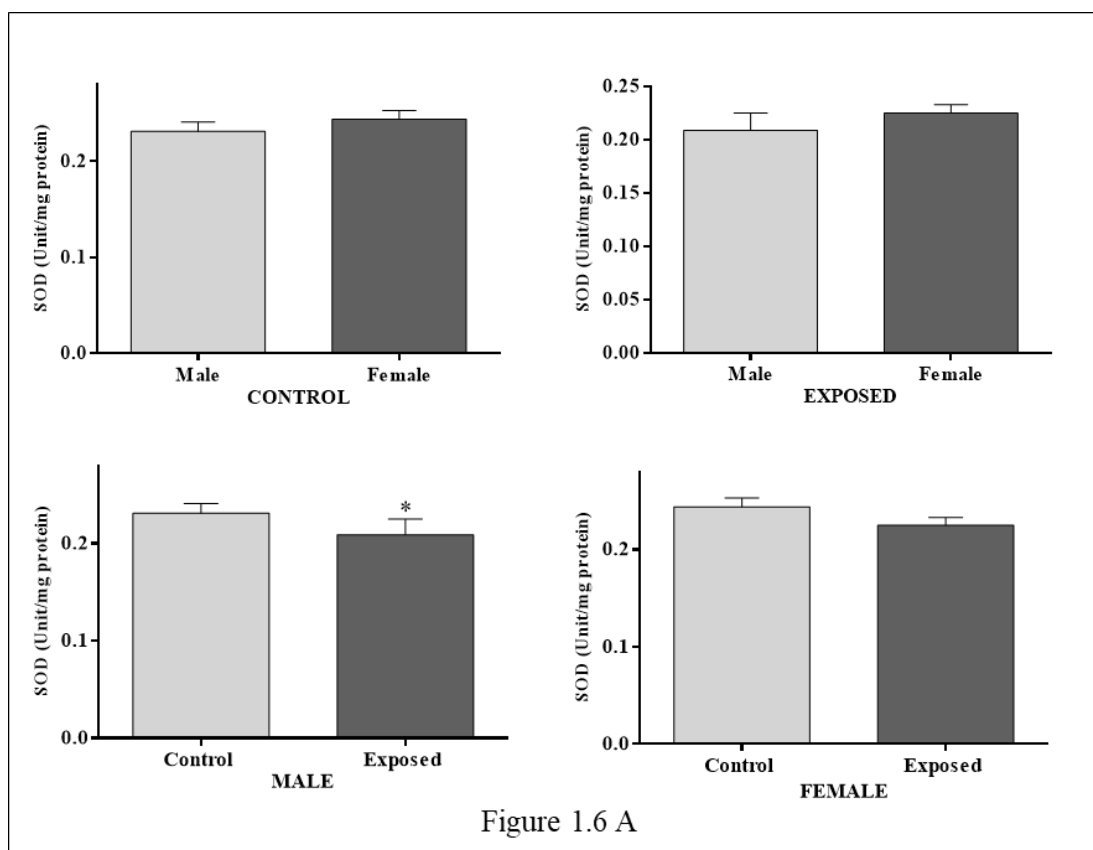 SOD (Unit/mg protein)
0.2
0.1
0.0
Male
Female
CONTROL
SOD (Unit/mg protein)
0.25
0.20
0.15
0.10
0.05
0.00
Male
Female
EXPOSED
SOD (Unit/mg protein)
0.2
0.1
0.0
*
Control
Exposed
MALE
SOD (Unit/mg protein)
0.2
0.1
0.0
Control
Exposed
FEMALE
Figure 1.6 A